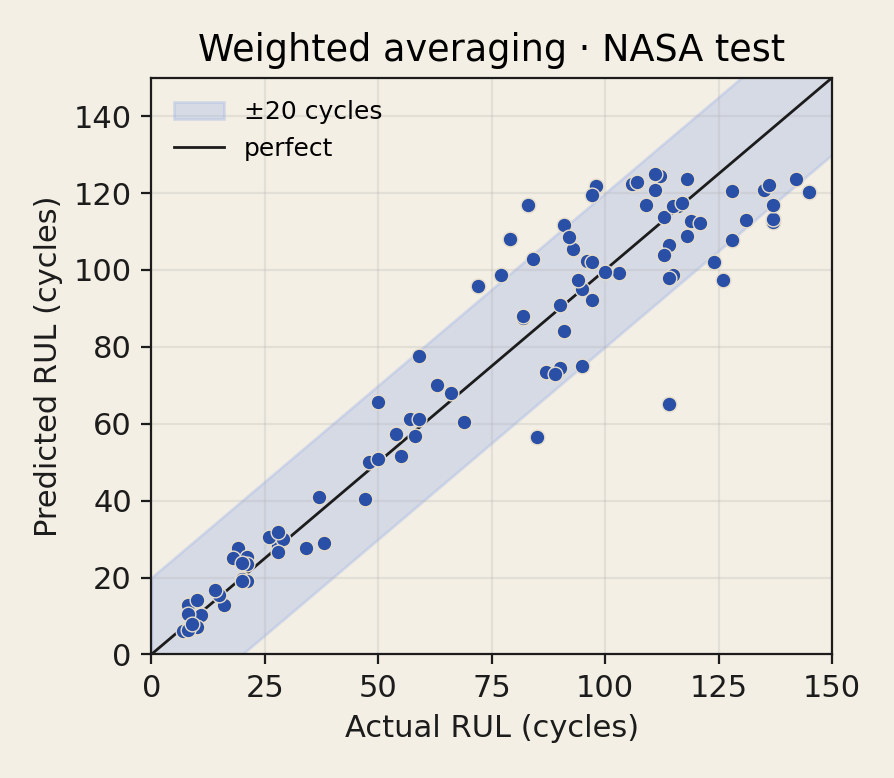 Weighted averaging · NASA test
±20 cycles
perfect
Predicted RUL (cycles)
140
120
100
80
60
40
20
0
0 25 50 75 100 125 150
Actual RUL (cycles)